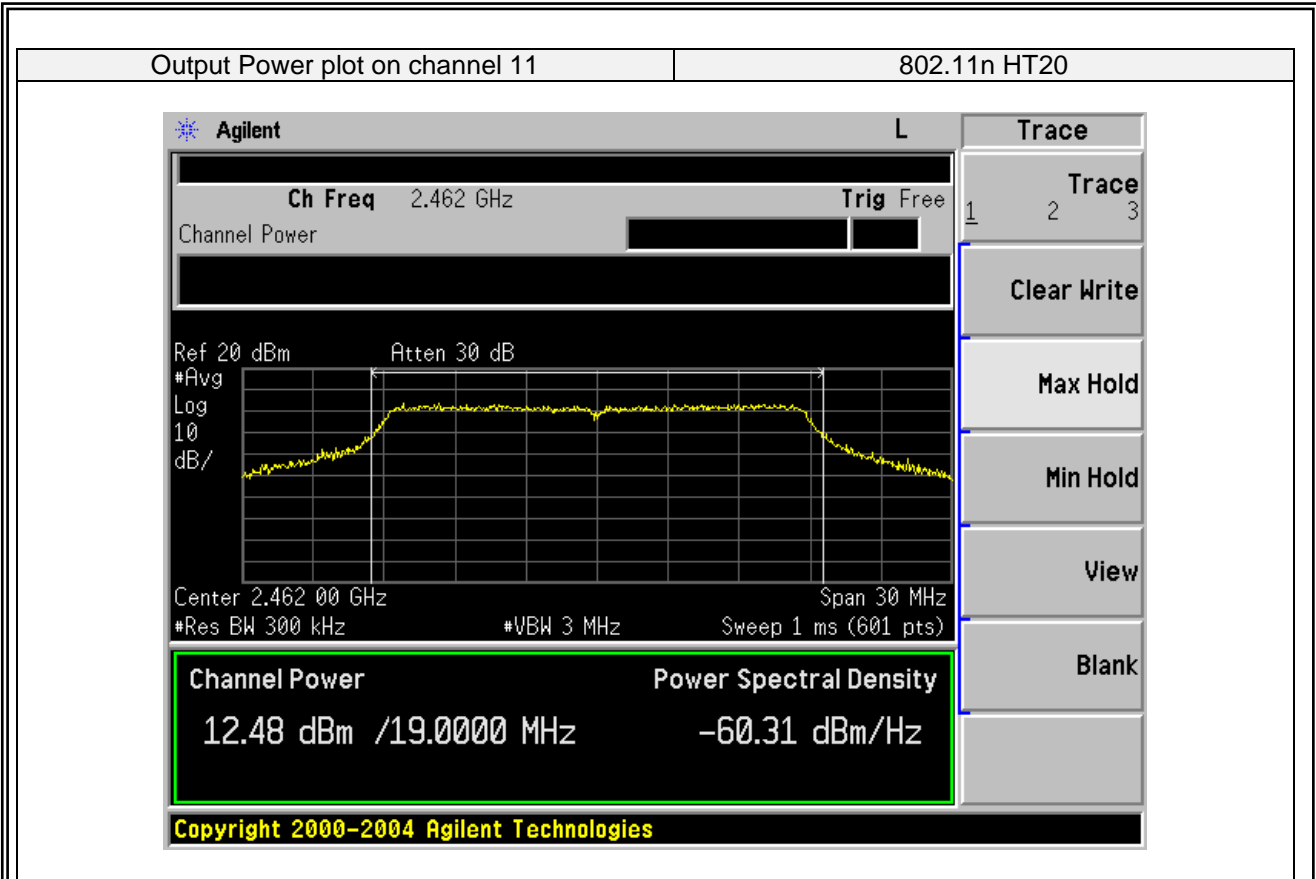 Output Power plot on channel 11 802.11n HT20
Agilent L Trace
Ch Freq 2.462 GHz Trig Free
Channel Power
Trace
1 2 3
Clear Write
Ref 20 dBm Atten 30 dB
#Avg
Log
10
dB/
Max Hold
Min Hold
View
Center 2.462 00 GHz Span 30 MHz
#Res BW 300 kHz #VBW 3 MHz Sweep 1 ms (601 pts)
Channel Power Power Spectral Density
12.48 dBm /19.0000 MHz -60.31 dBm/Hz
Blank
Copyright 2000-2004 Agilent Technologies